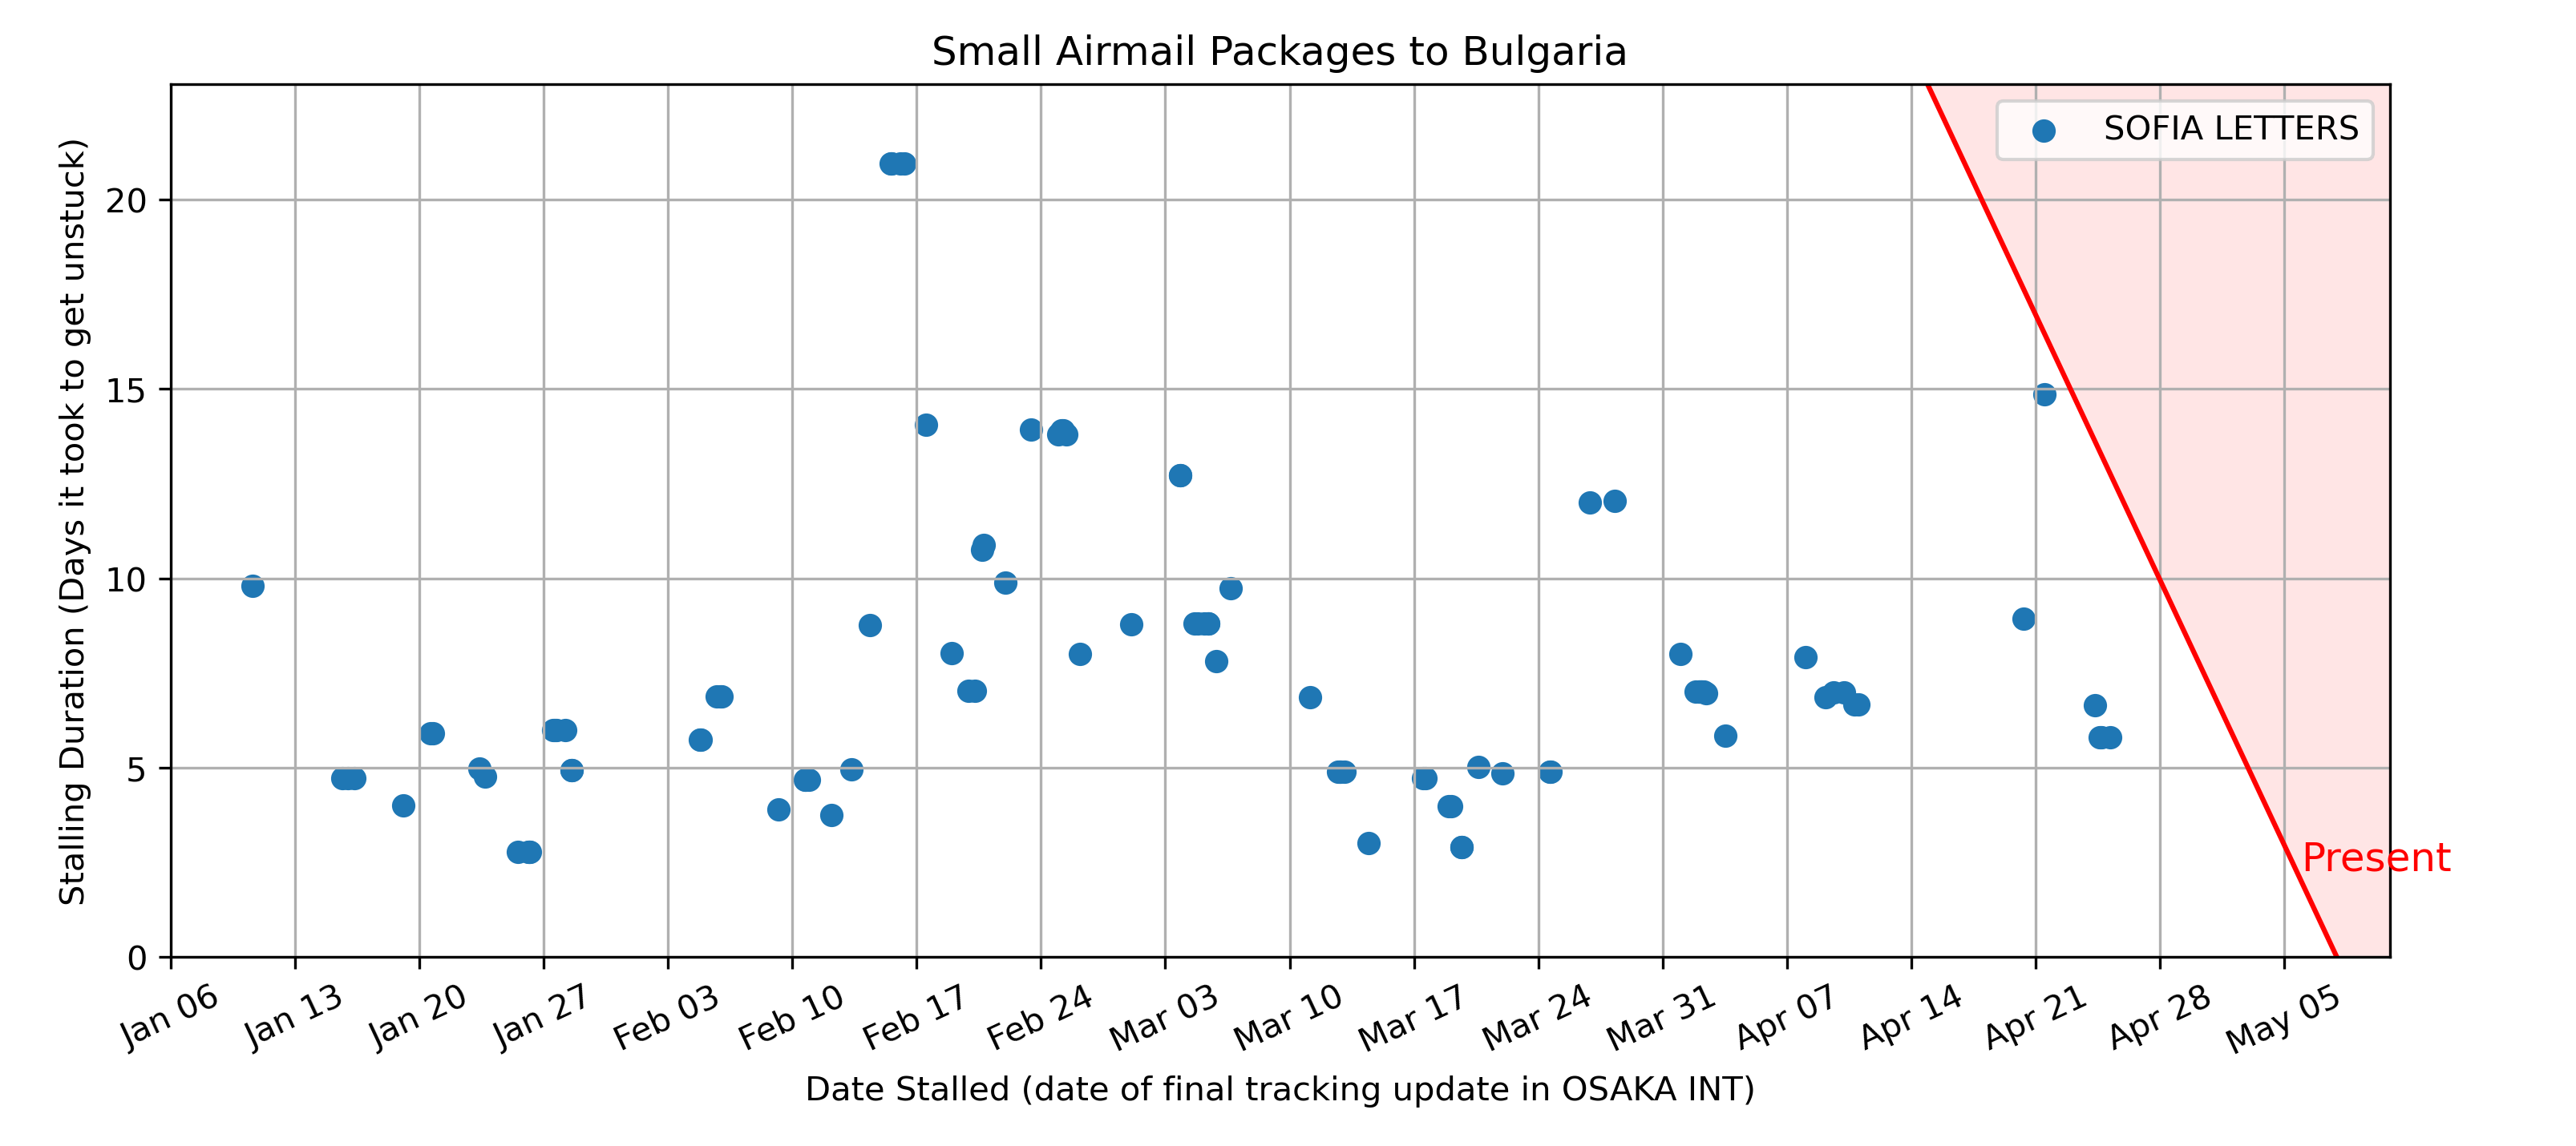 Small Airmail Packages to Bulgaria
SOFIA LETTERS
Stalling Duration (Days it took to get unstuck)
20
15
10
5
0
Present
Jan 06 Jan 13 Jan 20 Jan 27 Feb 03 Feb 10 Feb 17 Feb 24 Mar 03 Mar 10 Mar 17 Mar 24 Mar 31 Apr 07 Apr 14 Apr 21 Apr 28 May 05
Date Stalled (date of final tracking update in OSAKA INT)